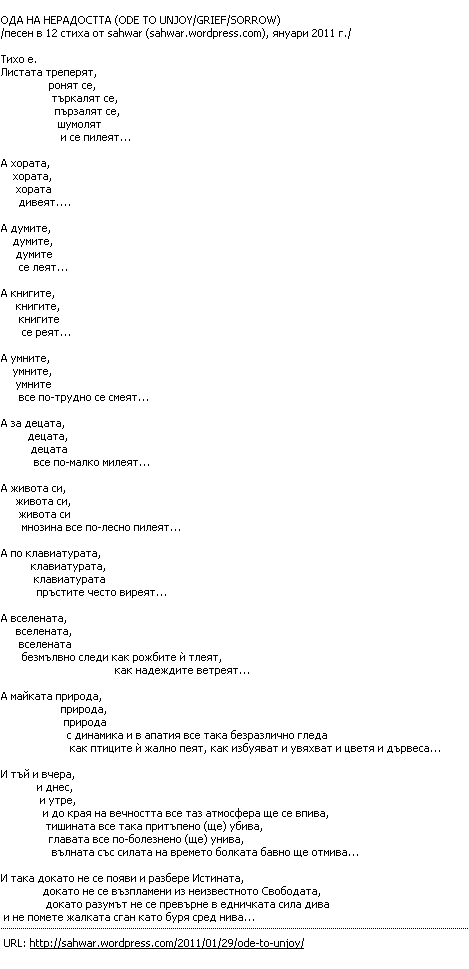 ОДА НА НЕРАДОСТТА (ODE TO UNJOY/GRIEF/SORROW)
/песен в 12 стиха от sahwar (sahwar.wordpress.com), януари 2011 г./
Тихо е.
Листата треперят,
ронят се,
търкалят се,
пързалят се,
шумолят
и се пилеят...
А хората,
хората,
хората
дивеят....
А думите,
думите,
думите
се леят...
А книгите,
книгите,
книгите
се реят...
А умните,
умните,
умните
все по-трудно се смеят...
А за децата,
децата,
децата
все по-малко милеят...
А живота си,
живота си,
живота си
мнозина все по-лесно пилеят...
А по клавиатурата,
клавиатурата,
клавиатурата
пръстите често виреят...
А вселената,
вселената,
вселената
безмълвно следи как рожбите ѝ тлеят,
как надеждите ветреят...
А майката природа,
природа,
природа
с динамика и в апатия все така безразлично гледа
как птиците ѝ жално пеят, как избуяват и увяхват и цветя и дървеса...
И тъй и вчера,
и днес,
и утре,
и до края на вечността все таз атмосфера ще се впива,
тишината все така притъпено (ще) убива,
главата все по-болезнено (ще) унива,
вълната със силата на времето болката бавно ще отмива...
И така докато не се появи и разбере Истината,
докато не се възпламени из неизвестното Свободата,
докато разумът не се превърне в едничката сила дива
и не помете жалката сган като буря сред нива...
URL: http://sahwar.wordpress.com/2011/01/29/ode-to-unjoy/